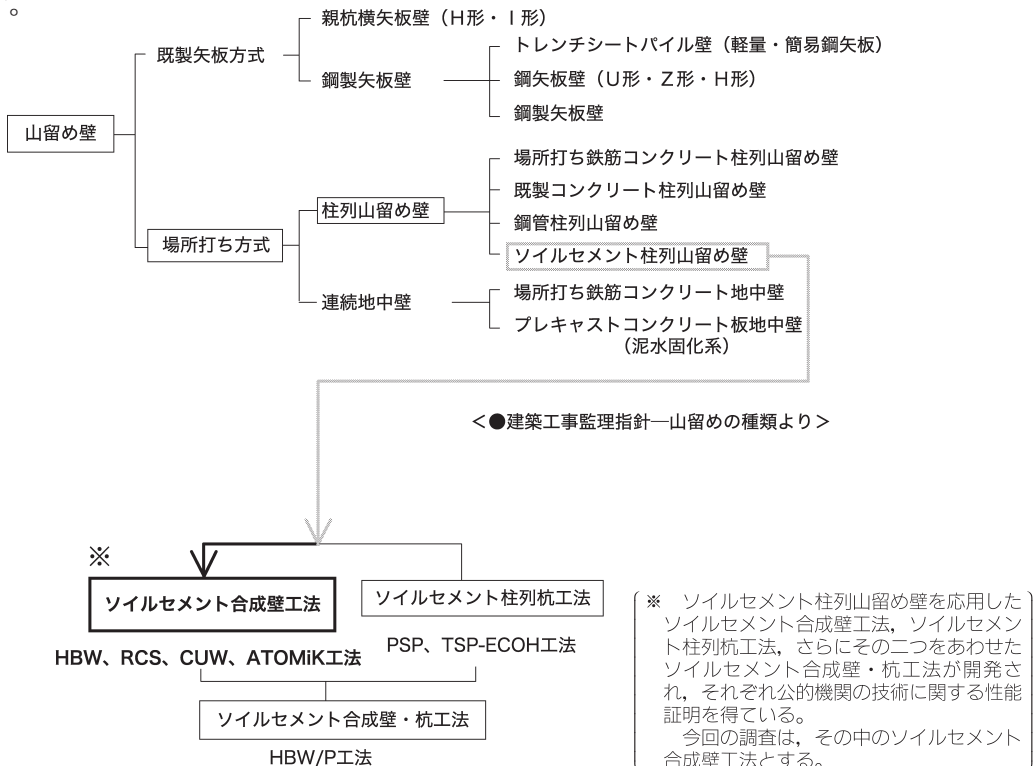 。
親杭横矢板壁（H形・I形）
既製矢板方式
トレンチシートパイル壁（軽量・簡易鋼矢板）
鋼製矢板壁
鋼矢板壁（U形・Z形・H形）
鋼製矢板壁
山留め壁
場所打ち鉄筋コンクリート柱列山留め壁
既製コンクリート柱列山留め壁
柱列山留め壁
鋼管柱列山留め壁
場所打ち方式
ソイルセメント柱列山留め壁
連続地中壁
場所打ち鉄筋コンクリート地中壁
プレキャストコンクリート板地中壁
（泥水固化系）
＜●建築工事監理指針―山留めの種類より＞
※
ソイルセメント合成壁工法
ソイルセメント柱列杭工法
HBW、RCS、CUW、ATOMiK工法
PSP、TSP-ECOH工法
ソイルセメント合成壁・杭工法
HBW/P工法
※　ソイルセメント柱列山留め壁を応用した
ソイルセメント合成壁工法，ソイルセメン
ト柱列杭工法，さらにその二つをあわせた
ソイルセメント合成壁・杭工法が開発さ
れ，それぞれ公的機関の技術に関する性能
証明を得ている。
今回の調査は，その中のソイルセメント
合成壁工法とする。